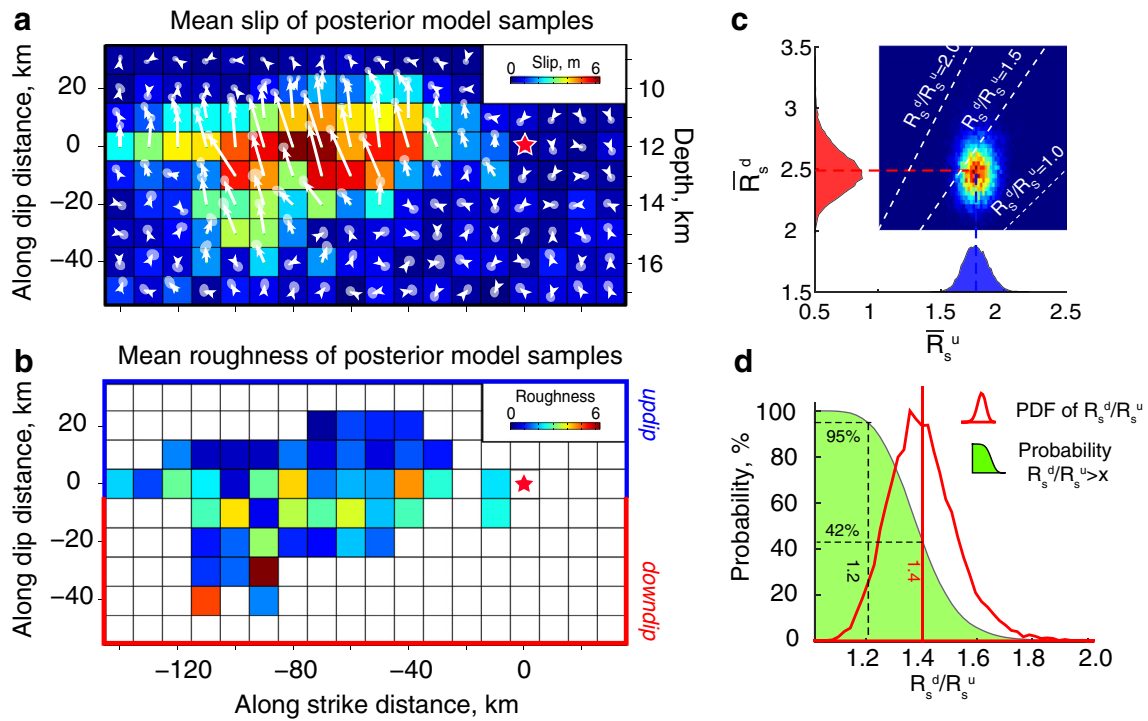 a
Mean slip of posterior model samples
Along dip distance, km
20
0
−20
−40
Slip, m
0
6
10
12
14
16
Depth, km
b
Mean roughness of posterior model samples
Along dip distance, km
20
0
−20
−40
Roughness
0
6
updip
downdip
−120
−80
−40
0
Along strike distance, km
c
3.5
3
2.5
2
1.5
R̅s^d
Rs^d/Rs^u=2.0
Rs^d/Rs^u=1.5
Rs^d/Rs^u=1.0
0.5
1
1.5
2
2.5
R̅s^u
d
Probability, %
100
80
60
40
20
0
95%
42%
1.2
1.4
PDF of Rs^d/Rs^u
Probability
Rs^d/Rs^u>x
1.2
1.4
1.6
1.8
2.0
Rs^d/Rs^u